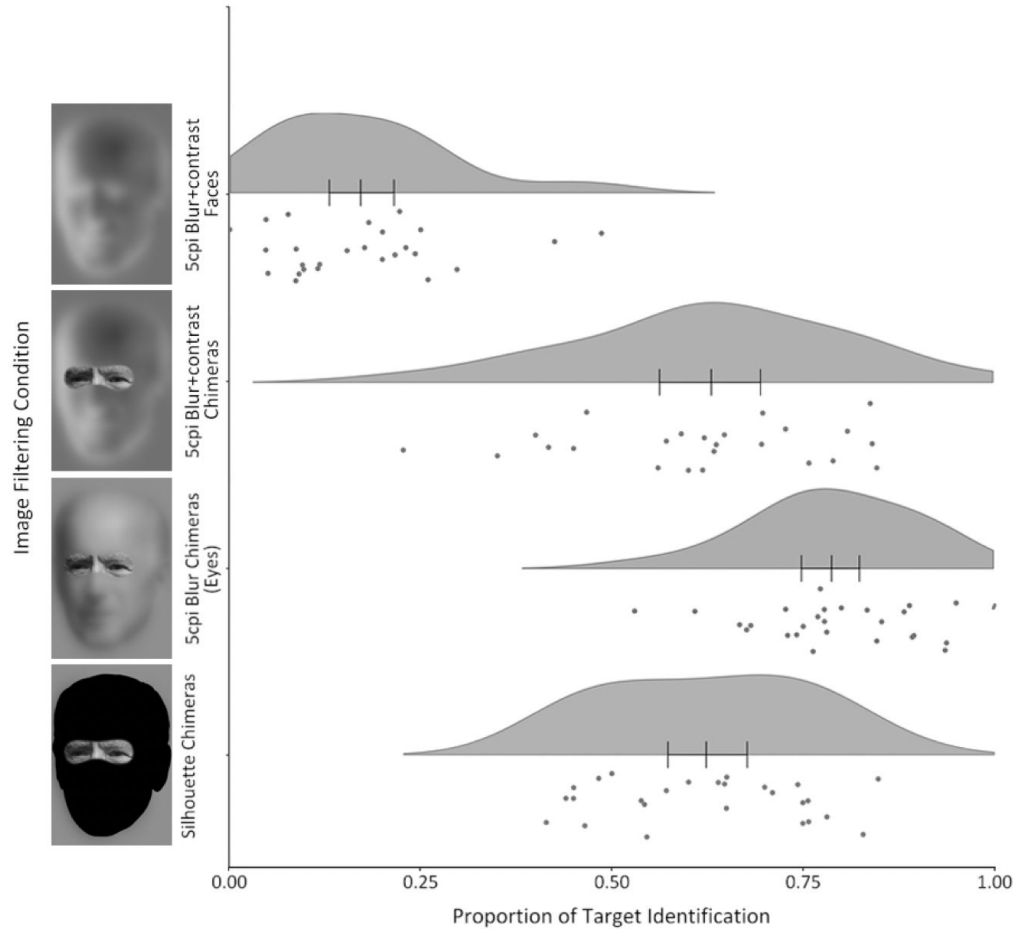 Image Filtering Condition
5cpi Blur+contrast
Faces
5cpi Blur+contrast
Chimeras
5cpi Blur Chimeras
(Eyes)
Silhouette Chimeras
0.00 0.25 0.50 0.75 1.00
Proportion of Target Identification